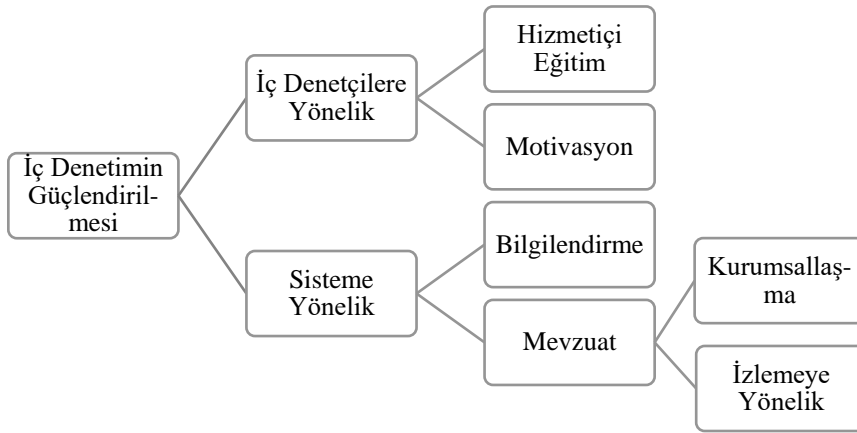 Hizmetiçi
Eğitim
İç Denetçilere
Yönelik
Motivasyon
İç Denetimin
Güçlendiril-
mesi
Bilgilendirme
Sisteme
Yönelik
Kurumsallaş-
ma
Mevzuat
İzlemeye
Yönelik